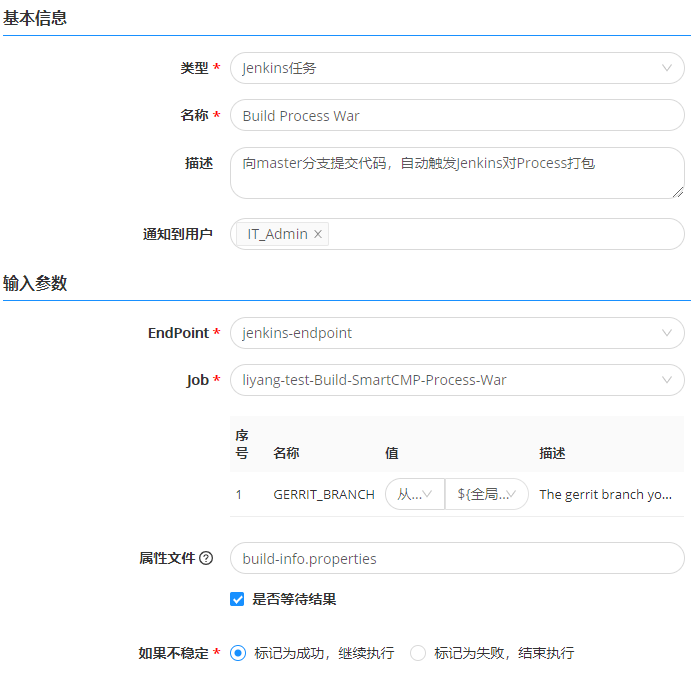 基本信息
类型 *
Jenkins任务
名称 *
Build Process War
描述
向master分支提交代码，自动触发Jenkins对Process打包
通知到用户
IT_Admin ×
输入参数
EndPoint *
jenkins-endpoint
Job *
liyang-test-Build-SmartCMP-Process-War
序号 名称 值 描述
1 GERRIT_BRANCH 从... ${全局... The gerrit branch yo...
属性文件 ?
build-info.properties
是否等待结果
如果不稳定 * 标记为成功，继续执行 标记为失败，结束执行